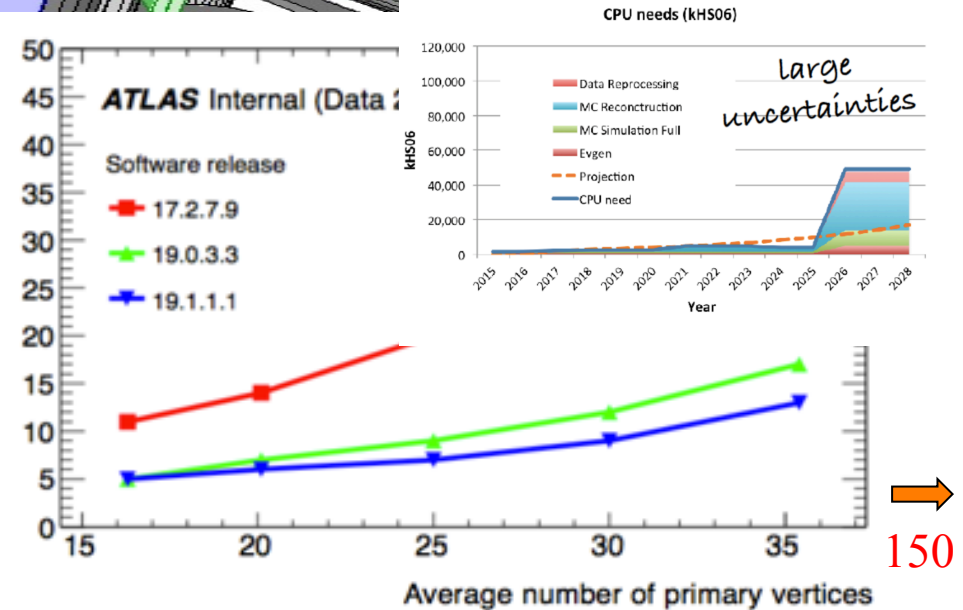 CPU needs (kHS06)
120,000
100,000
80,000
60,000
40,000
20,000
0
kHS06
Data Reprocessing
MC Reconctruction
MC Simulation Full
Evgen
Projection
CPU need
large
uncertainties
2015 2016 2017 2018 2019 2020 2021 2022 2023 2024 2025 2026 2027 2028
Year
50
45
40
35
30
25
20
15
10
5
0
ATLAS Internal (Data
Software release
17.2.7.9
19.0.3.3
19.1.1.1
15 20 25 30 35
150
Average number of primary vertices